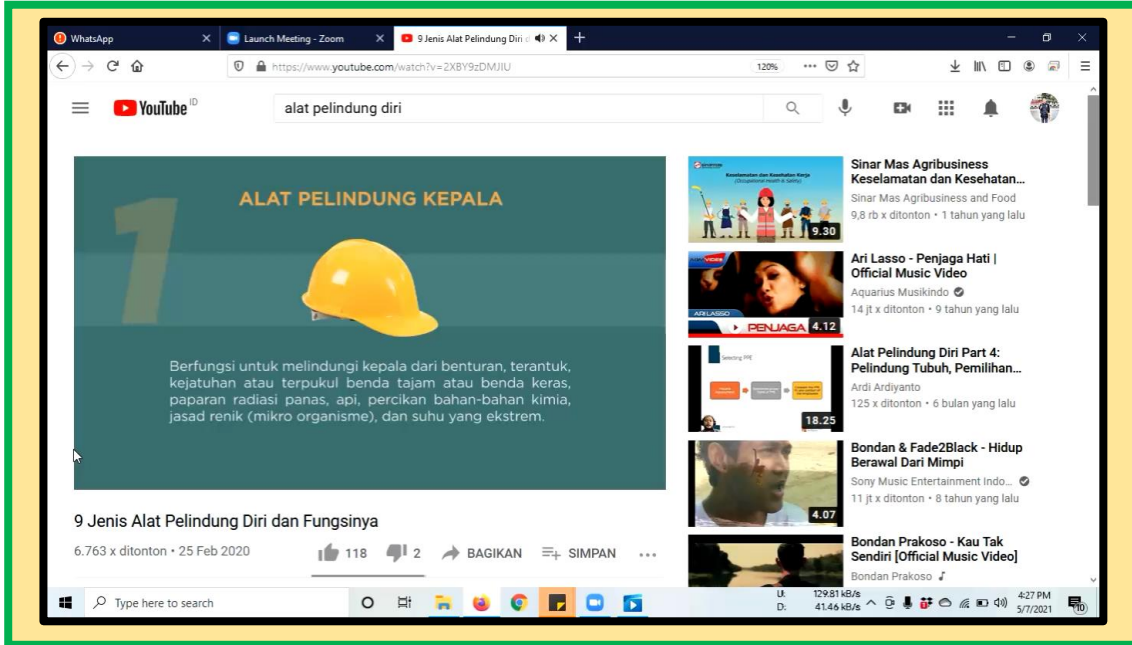 WhatsApp
Launch Meeting - Zoom
9 Jenis Alat Pelindung Diri d
https://www.youtube.com/watch?v=2XBY9zDMJIU
120%
YouTube ID
alat pelindung diri
1
ALAT PELINDUNG KEPALA
Berfungsi untuk melindungi kepala dari benturan, terantuk,
kejatuhan atau terpukul benda tajam atau benda keras,
paparan radiasi panas, api, percikan bahan-bahan kimia,
jasad renik (mikro organisme), dan suhu yang ekstrem.
9 Jenis Alat Pelindung Diri dan Fungsinya
6.763 x ditonton • 25 Feb 2020
118
2
BAGIKAN
SIMPAN
Keselamatan dan Kesehatan Kerja
(Occupational Health & Safety)
9.30
Sinar Mas Agribusiness
Keselamatan dan Kesehatan...
Sinar Mas Agribusiness and Food
9,8 rb x ditonton • 1 tahun yang lalu
ARI LASSO
PENJAGA
4.12
Ari Lasso - Penjaga Hati |
Official Music Video
Aquarius Musikindo
14 jt x ditonton • 9 tahun yang lalu
Selecting PPE
18.25
Alat Pelindung Diri Part 4:
Pelindung Tubuh, Pemilihan...
Ardi Ardiyanto
125 x ditonton • 6 bulan yang lalu
4.07
Bondan & Fade2Black - Hidup
Berawal Dari Mimpi
Sony Music Entertainment Indo...
11 jt x ditonton • 8 tahun yang lalu
Bondan Prakoso - Kau Tak
Sendiri [Official Music Video]
Bondan Prakoso
Type here to search
U: 129.81 kB/s
D: 41.46 kB/s
4:27 PM
5/7/2021